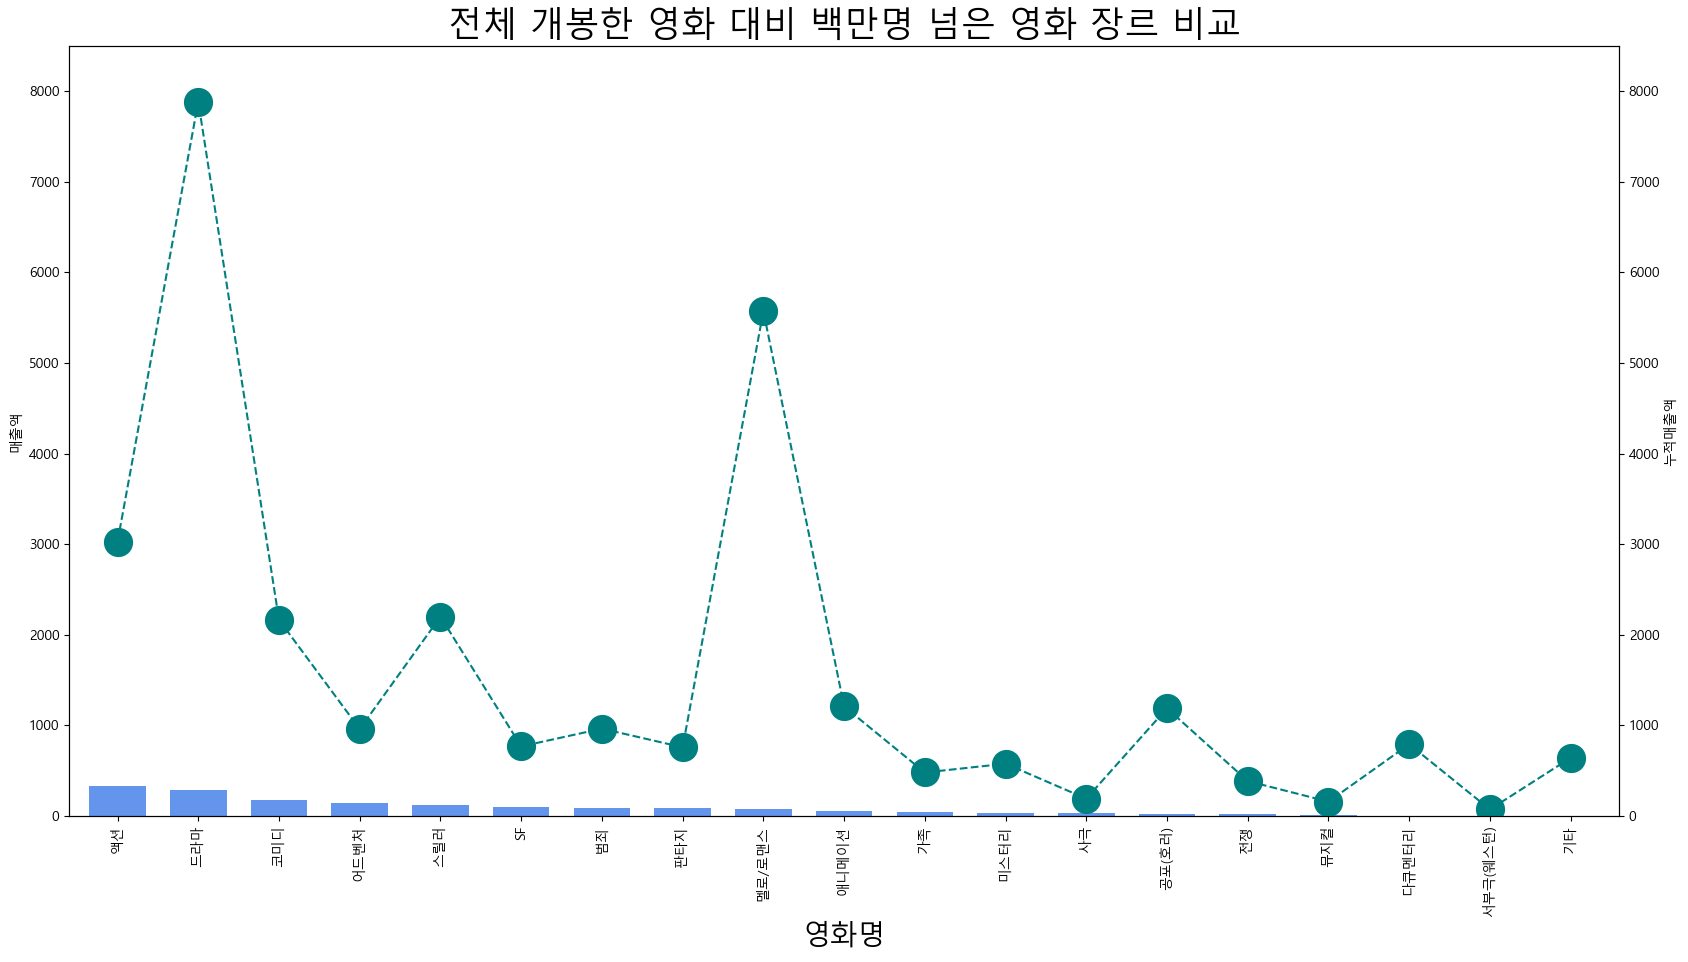 전체 개봉한 영화 대비 백만명 넘은 영화 장르 비교
8000
7000
6000
5000
4000
3000
2000
1000
0
매출액
8000
7000
6000
5000
4000
3000
2000
1000
0
누적매출액
액션
드라마
코미디
어드벤처
스릴러
SF
범죄
판타지
멜로/로맨스
애니메이션
가족
미스터리
사극
공포(호러)
전쟁
뮤지컬
다큐멘터리
서부극(웨스턴)
기타
영화명